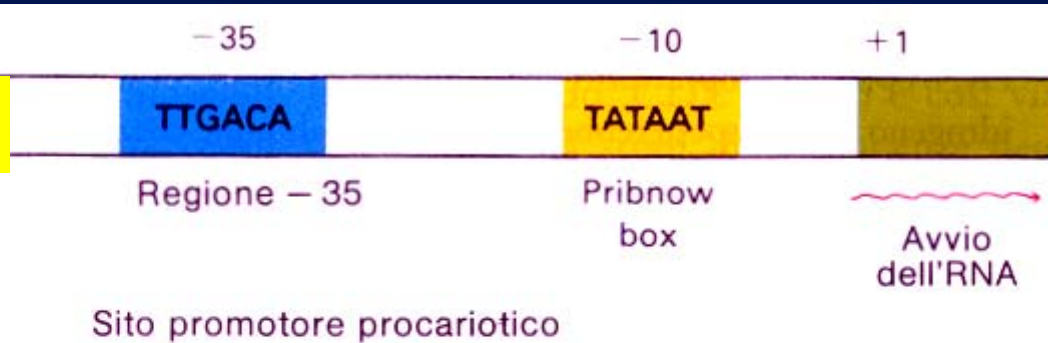 −35 −10 +1
TTGACA TATAAT
Regione − 35 Pribnow
box
Avvio
dell'RNA
Sito promotore procariotico